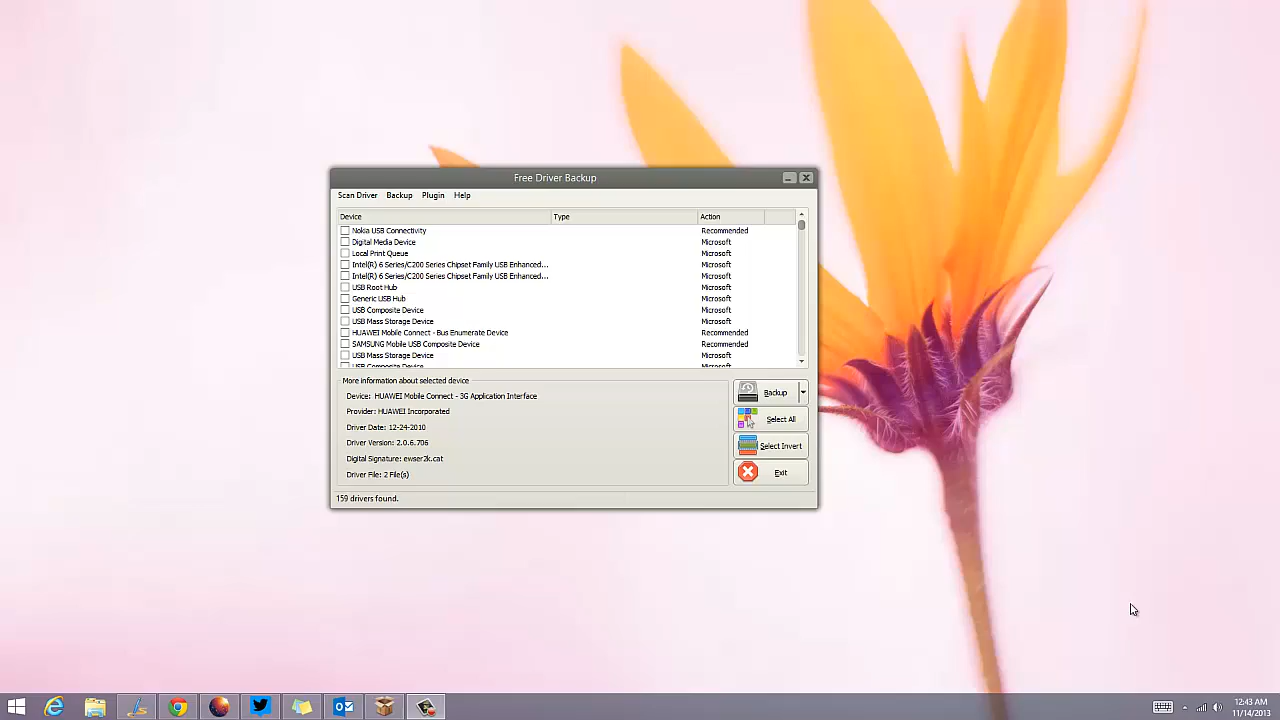 Free Driver Backup
Scan Driver Backup Plugin Help
Device Type Action
Nokia USB Connectivity Recommended
Digital Media Device Microsoft
Local Print Queue Microsoft
Intel(R) 6 Series/C200 Series Chipset Family USB Enhanced... Microsoft
Intel(R) 6 Series/C200 Series Chipset Family USB Enhanced... Microsoft
USB Root Hub Microsoft
Generic USB Hub Microsoft
USB Composite Device Microsoft
USB Mass Storage Device Microsoft
HUAWEI Mobile Connect - Bus Enumerate Device Recommended
SAMSUNG Mobile USB Composite Device Recommended
USB Mass Storage Device Microsoft
USB Composite Device Microsoft
More information about selected device
Device: HUAWEI Mobile Connect - 3G Application Interface
Provider: HUAWEI Incorporated
Driver Date: 12-24-2010
Driver Version: 2.0.6.706
Digital Signature: ewser2k.cat
Driver File: 2 File(s)
Backup
Select All
Select Invert
Exit
159 drivers found.
12:43 AM
11/14/2013